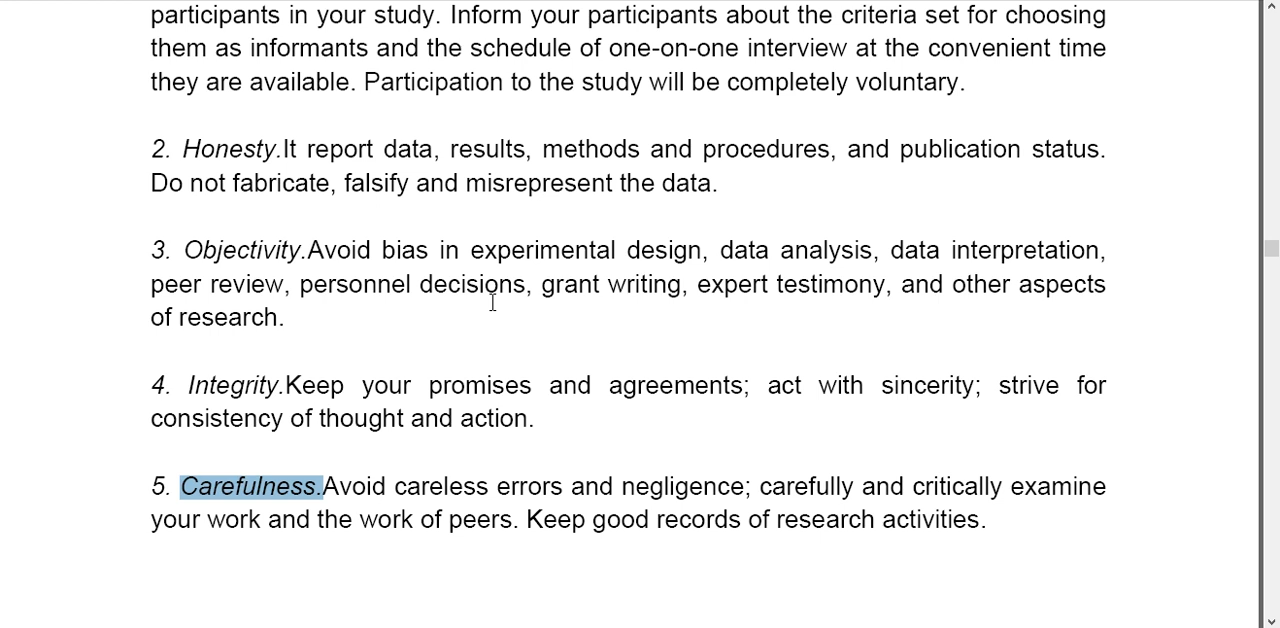 participants in your study. Inform your participants about the criteria set for choosing
them as informants and the schedule of one-on-one interview at the convenient time
they are available. Participation to the study will be completely voluntary.
2. Honesty.It report data, results, methods and procedures, and publication status.
Do not fabricate, falsify and misrepresent the data.
3. Objectivity.Avoid bias in experimental design, data analysis, data interpretation,
peer review, personnel decisions, grant writing, expert testimony, and other aspects
of research.
4. Integrity.Keep your promises and agreements; act with sincerity; strive for
consistency of thought and action.
5. Carefulness.Avoid careless errors and negligence; carefully and critically examine
your work and the work of peers. Keep good records of research activities.